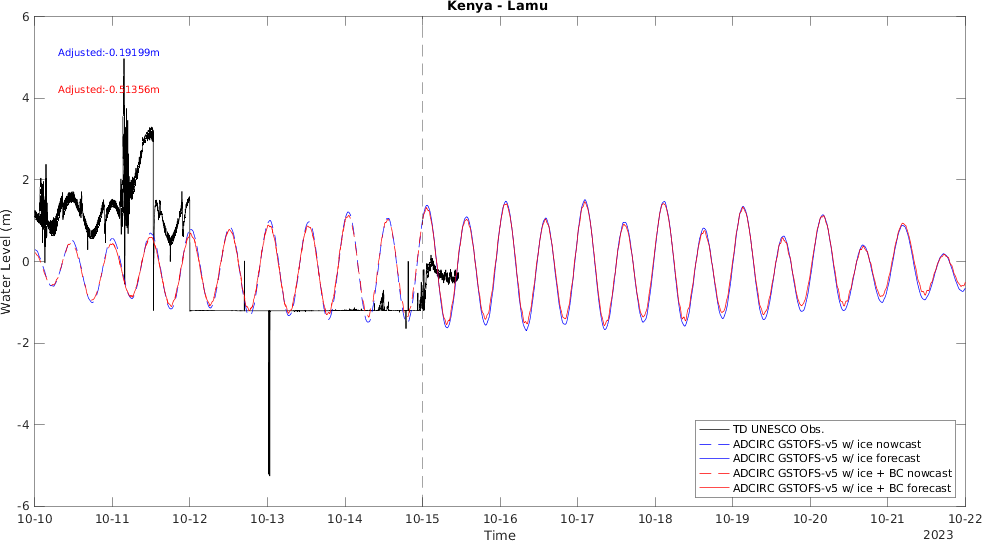 Kenya - Lamu
6
4
2
0
-2
-4
-6
Water Level (m)
Adjusted:-0.19199m
Adjusted:-0.51356m
TD UNESCO Obs.
ADCIRC GSTOFS-v5 w/ ice nowcast
ADCIRC GSTOFS-v5 w/ ice forecast
ADCIRC GSTOFS-v5 w/ ice + BC nowcast
ADCIRC GSTOFS-v5 w/ ice + BC forecast
10-10 10-11 10-12 10-13 10-14 10-15 10-16 10-17 10-18 10-19 10-20 10-21 10-22
Time
2023